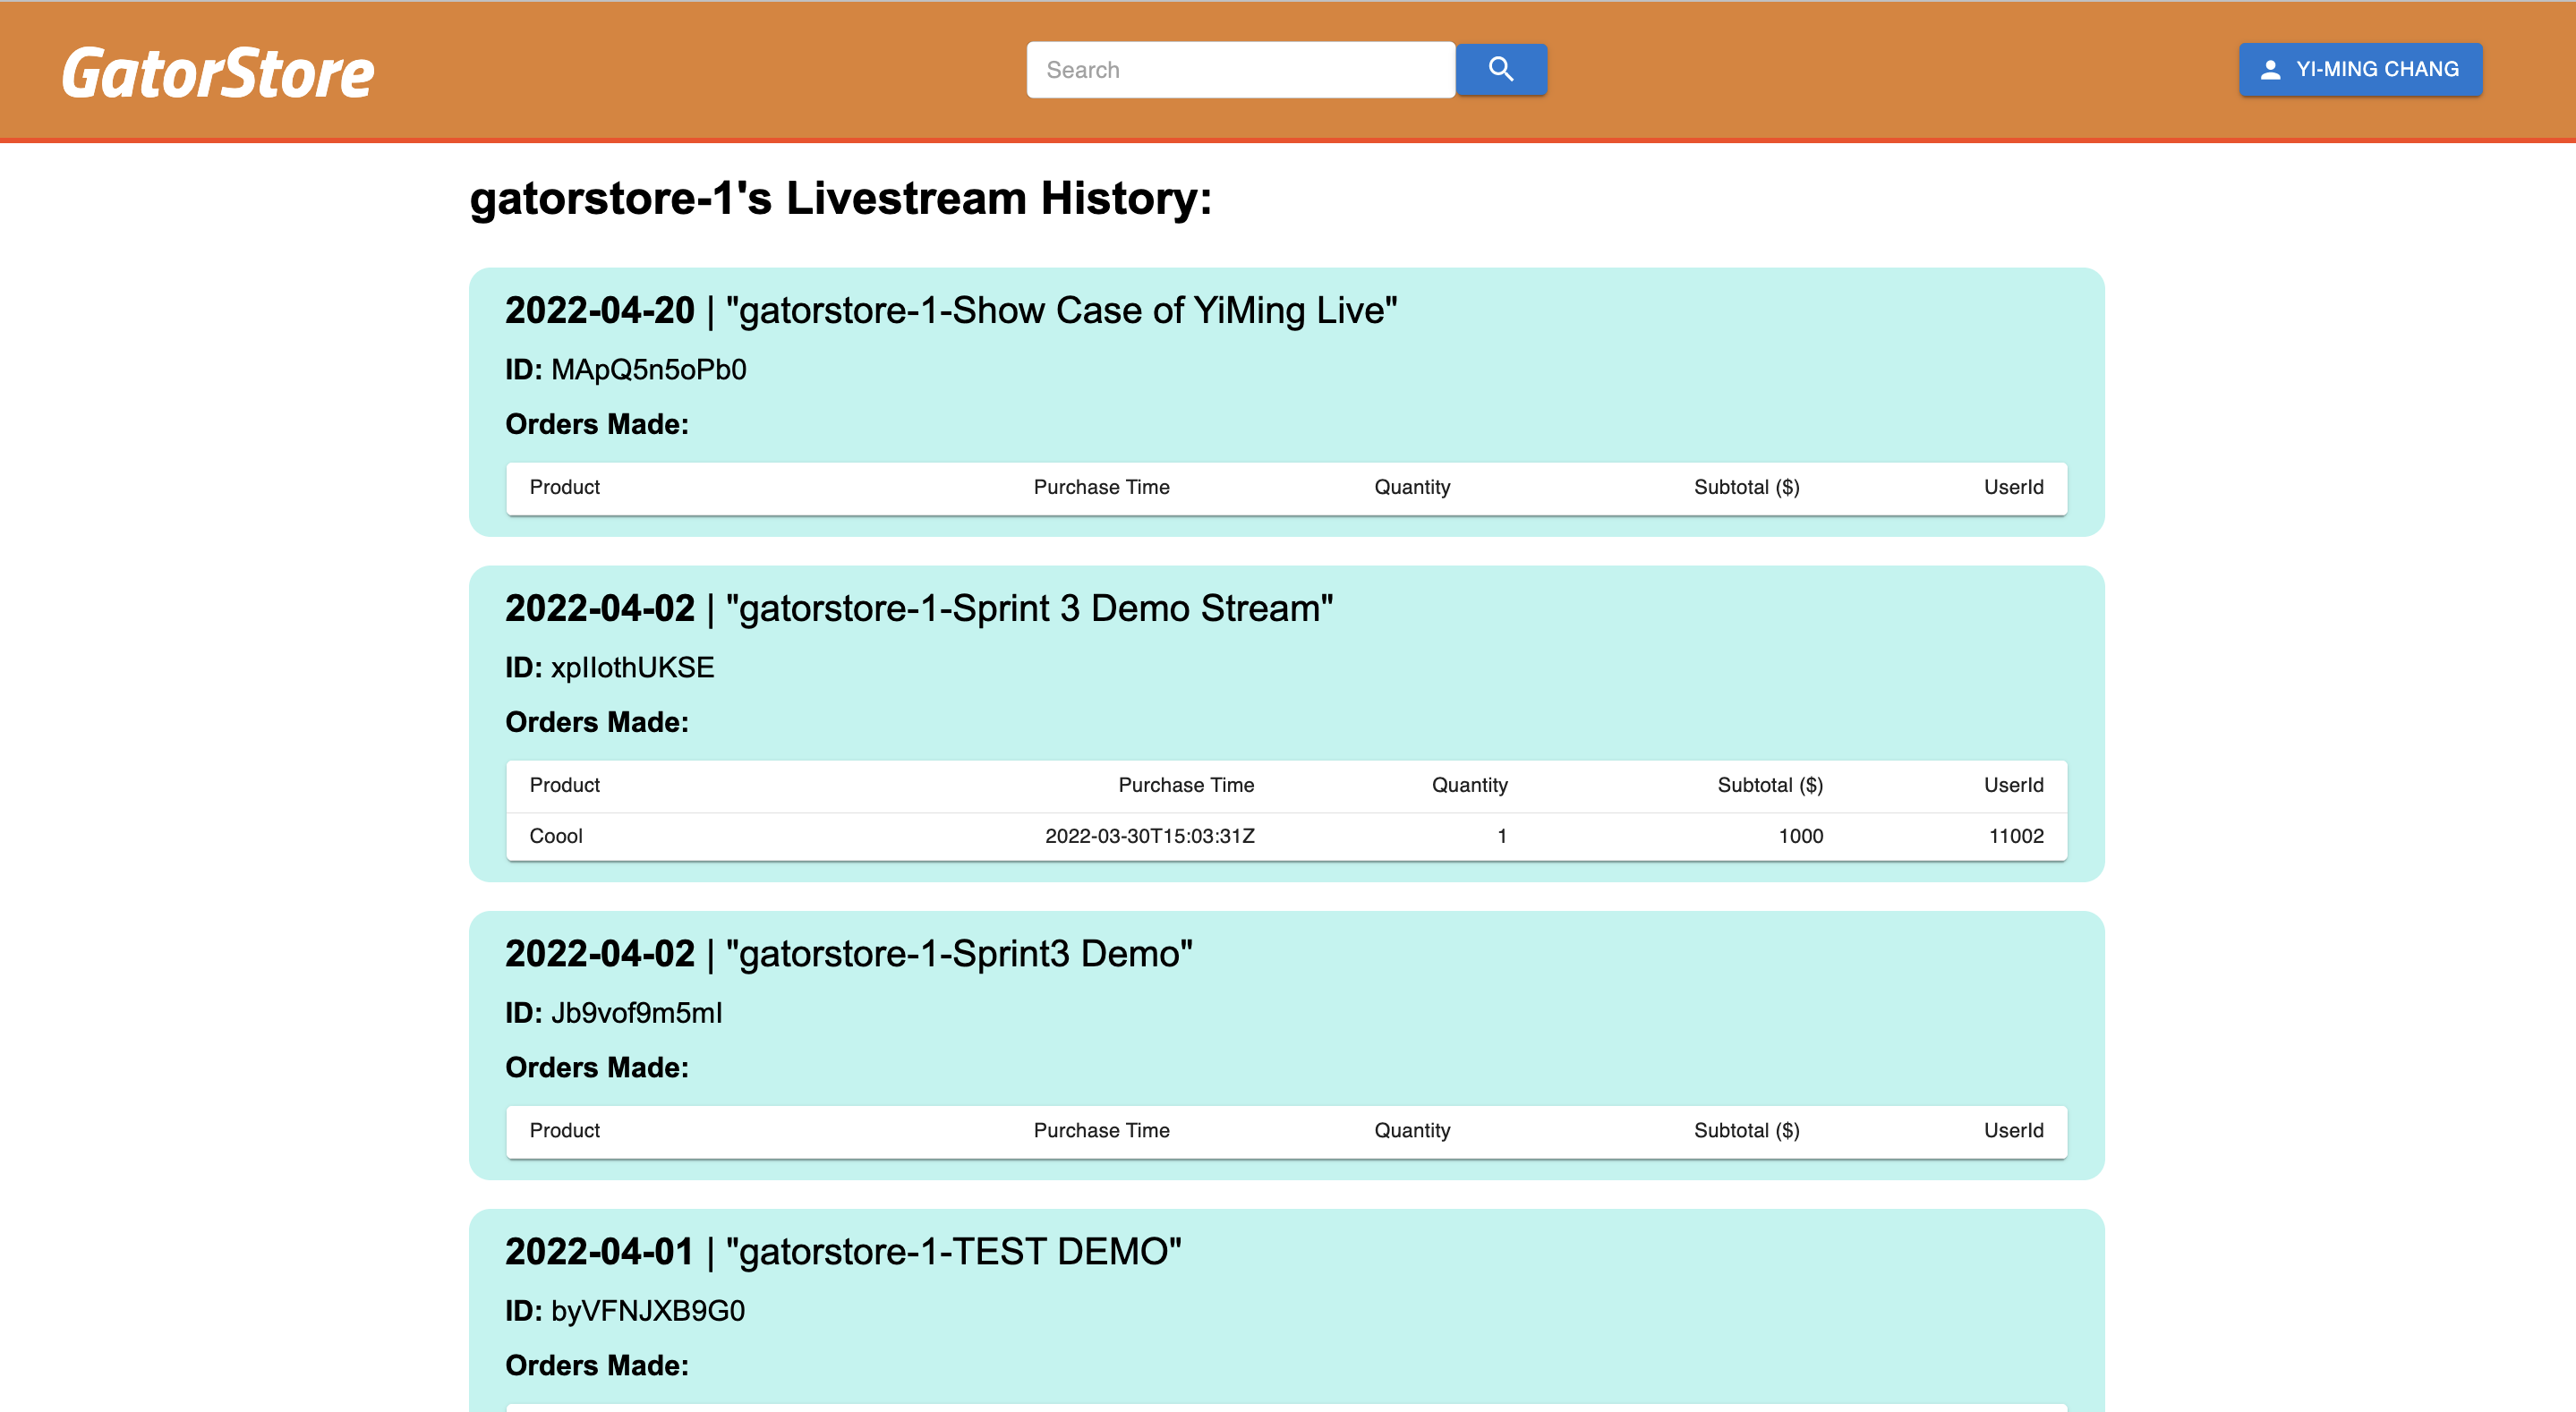 GatorStore
Search
YI-MING CHANG
gatorstore-1's Livestream History:
2022-04-20 | "gatorstore-1-Show Case of YiMing Live"
ID: MApQ5n5oPb0
Orders Made:
Product Purchase Time Quantity Subtotal ($) UserId
2022-04-02 | "gatorstore-1-Sprint 3 Demo Stream"
ID: xpIIothUKSE
Orders Made:
Product Purchase Time Quantity Subtotal ($) UserId
Coool 2022-03-30T15:03:31Z 1 1000 11002
2022-04-02 | "gatorstore-1-Sprint3 Demo"
ID: Jb9vof9m5mI
Orders Made:
Product Purchase Time Quantity Subtotal ($) UserId
2022-04-01 | "gatorstore-1-TEST DEMO"
ID: byVFNJXB9G0
Orders Made: